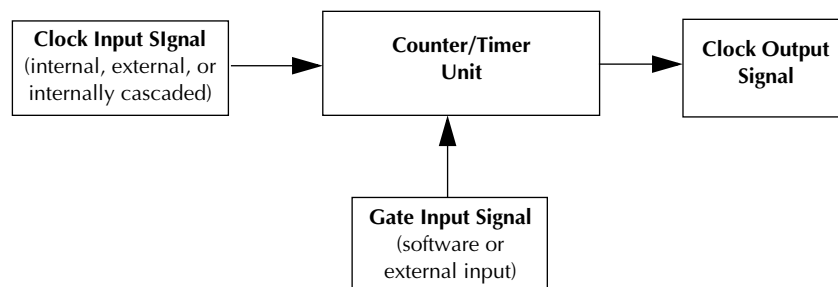 Clock Input SIgnal
(internal, external, or
internally cascaded)
Counter/Timer
Unit
Clock Output
Signal
Gate Input Signal
(software or
external input)